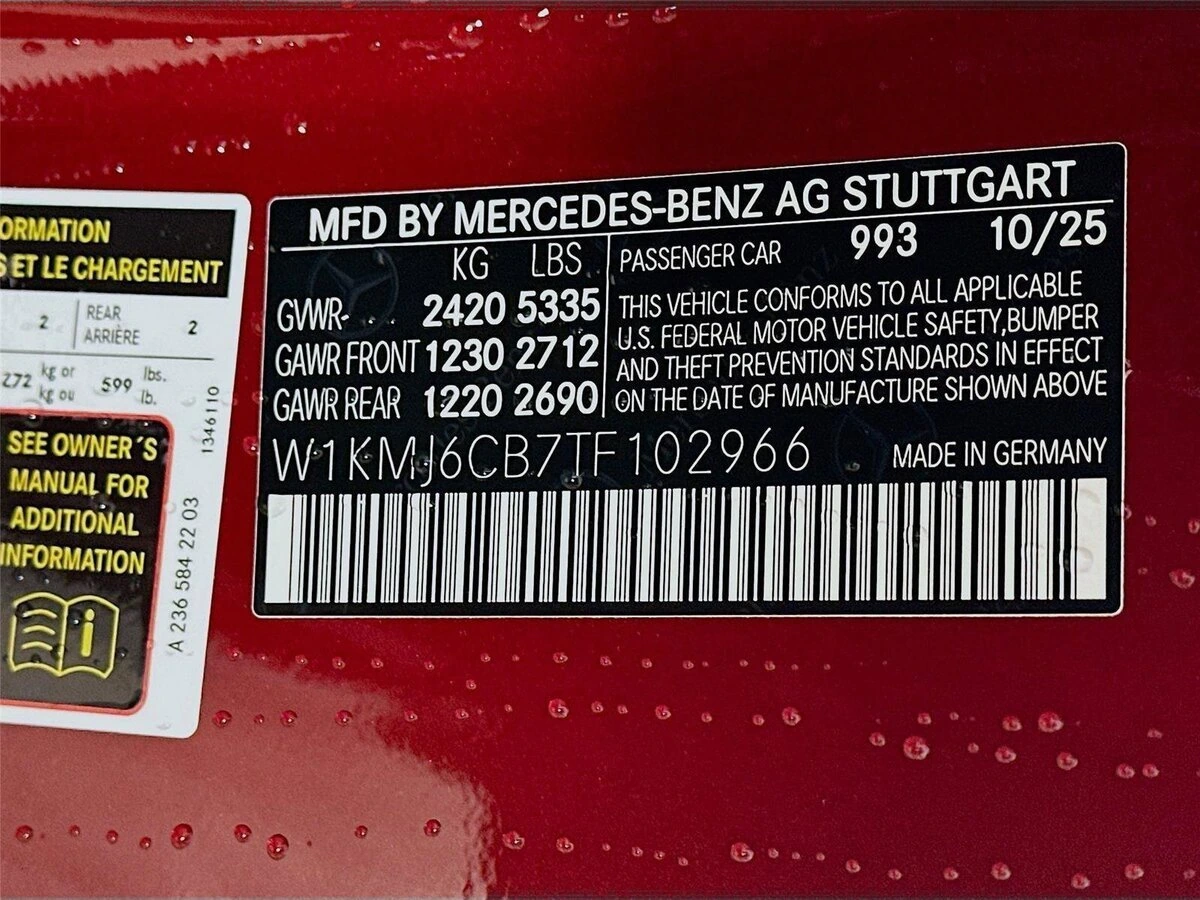 ORMATION
S ET LE CHARGEMENT
2 REAR 2
ARRIÈRE
272 kg or 599 lbs.
kg ou lb.
SEE OWNER´S
MANUAL FOR
ADDITIONAL
INFORMATION
1346110
A 236 584 22 03
MFD BY MERCEDES-BENZ AG STUTTGART
KG LBS
GVWR- 2420 5335
GAWR FRONT 1230 2712
GAWR REAR 1220 2690
PASSENGER CAR 993 10/25
THIS VEHICLE CONFORMS TO ALL APPLICABLE
U.S. FEDERAL MOTOR VEHICLE SAFETY,BUMPER
AND THEFT PREVENTION STANDARDS IN EFFECT
ON THE DATE OF MANUFACTURE SHOWN ABOVE
W1KMJ6CB7TF102966
MADE IN GERMANY